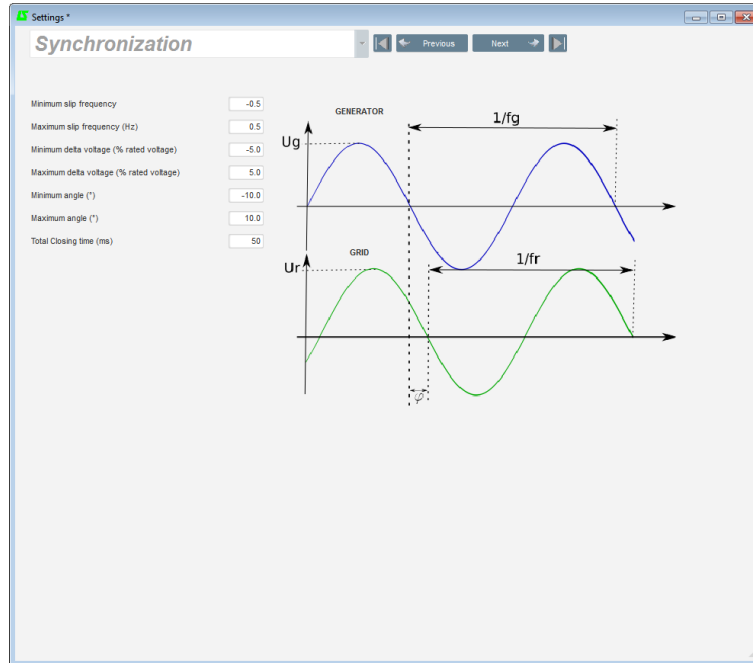 Settings *
Synchronization
Previous
Next
Minimum slip frequency -0.5
Maximum slip frequency (Hz) 0.5
Minimum delta voltage (% rated voltage) -5.0
Maximum delta voltage (% rated voltage) 5.0
Minimum angle (°) -10.0
Maximum angle (°) 10.0
Total Closing time (ms) 50
GENERATOR
1/fg
Ug
GRID
1/fr
Ur
φ